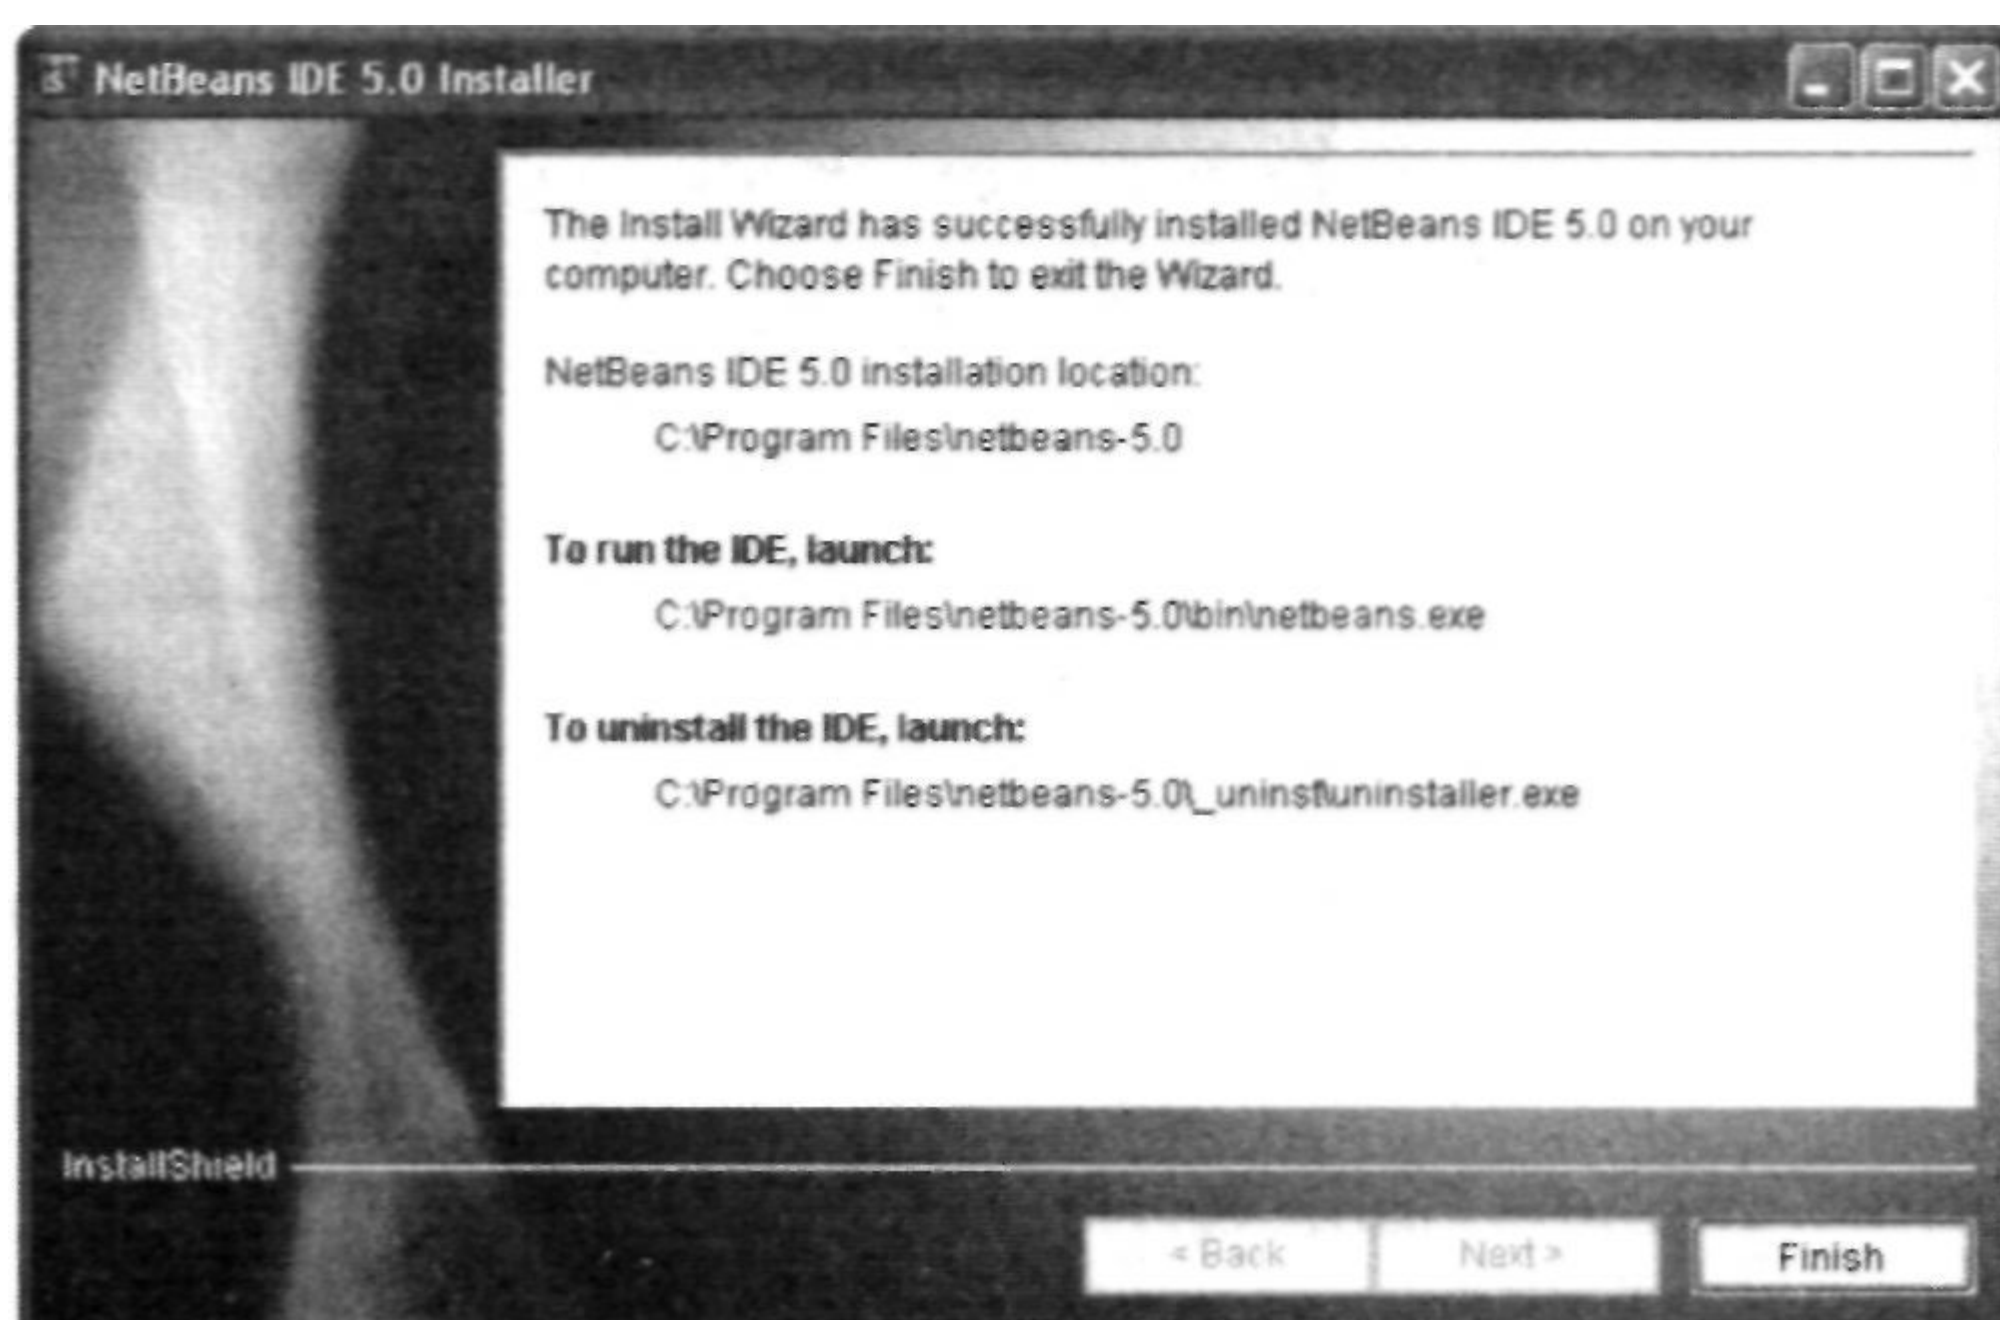 NetBeans IDE 5.0 Installer
The Install Wizard has successfully installed NetBeans IDE 5.0 on your
computer. Choose Finish to exit the Wizard.
NetBeans IDE 5.0 installation location:
C:\Program Files\netbeans-5.0
To run the IDE, launch:
C:\Program Files\netbeans-5.0\bin\netbeans.exe
To uninstall the IDE, launch:
C:\Program Files\netbeans-5.0\_uninst\uninstaller.exe
InstallShield
< Back
Next >
Finish